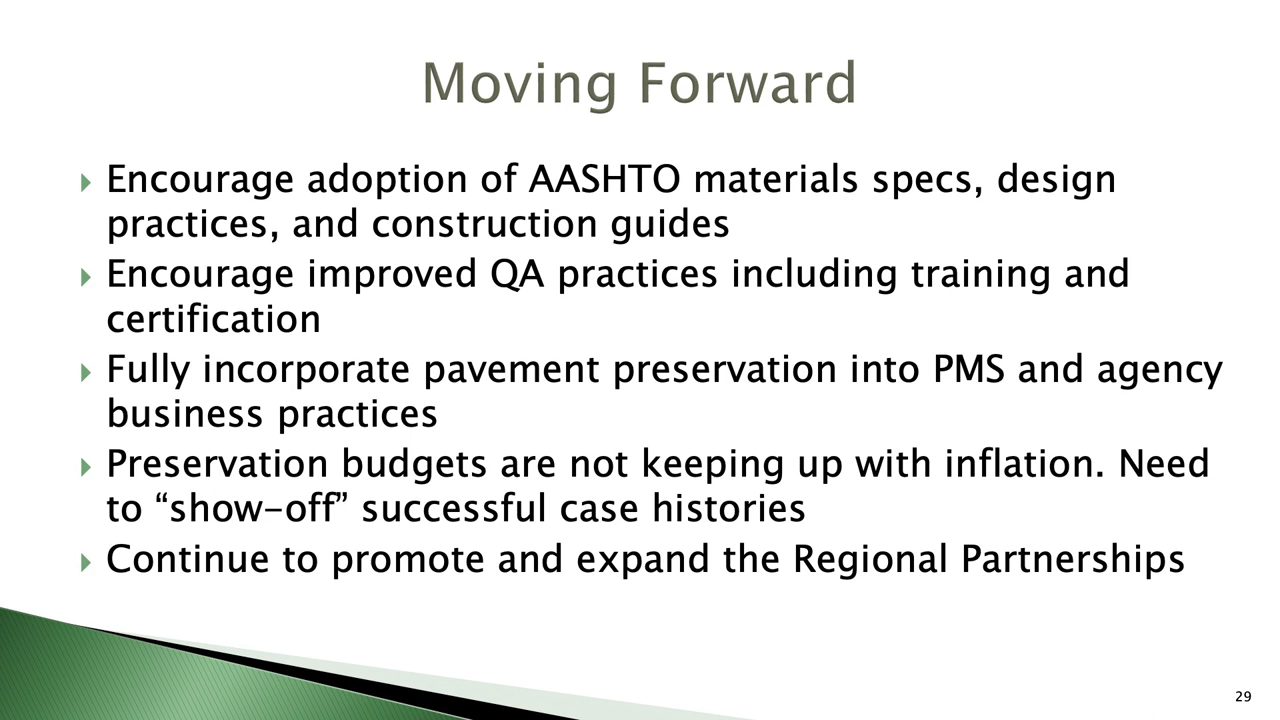 Moving Forward
Encourage adoption of AASHTO materials specs, design
practices, and construction guides
Encourage improved QA practices including training and
certification
Fully incorporate pavement preservation into PMS and agency
business practices
Preservation budgets are not keeping up with inflation. Need
to “show-off” successful case histories
Continue to promote and expand the Regional Partnerships
29